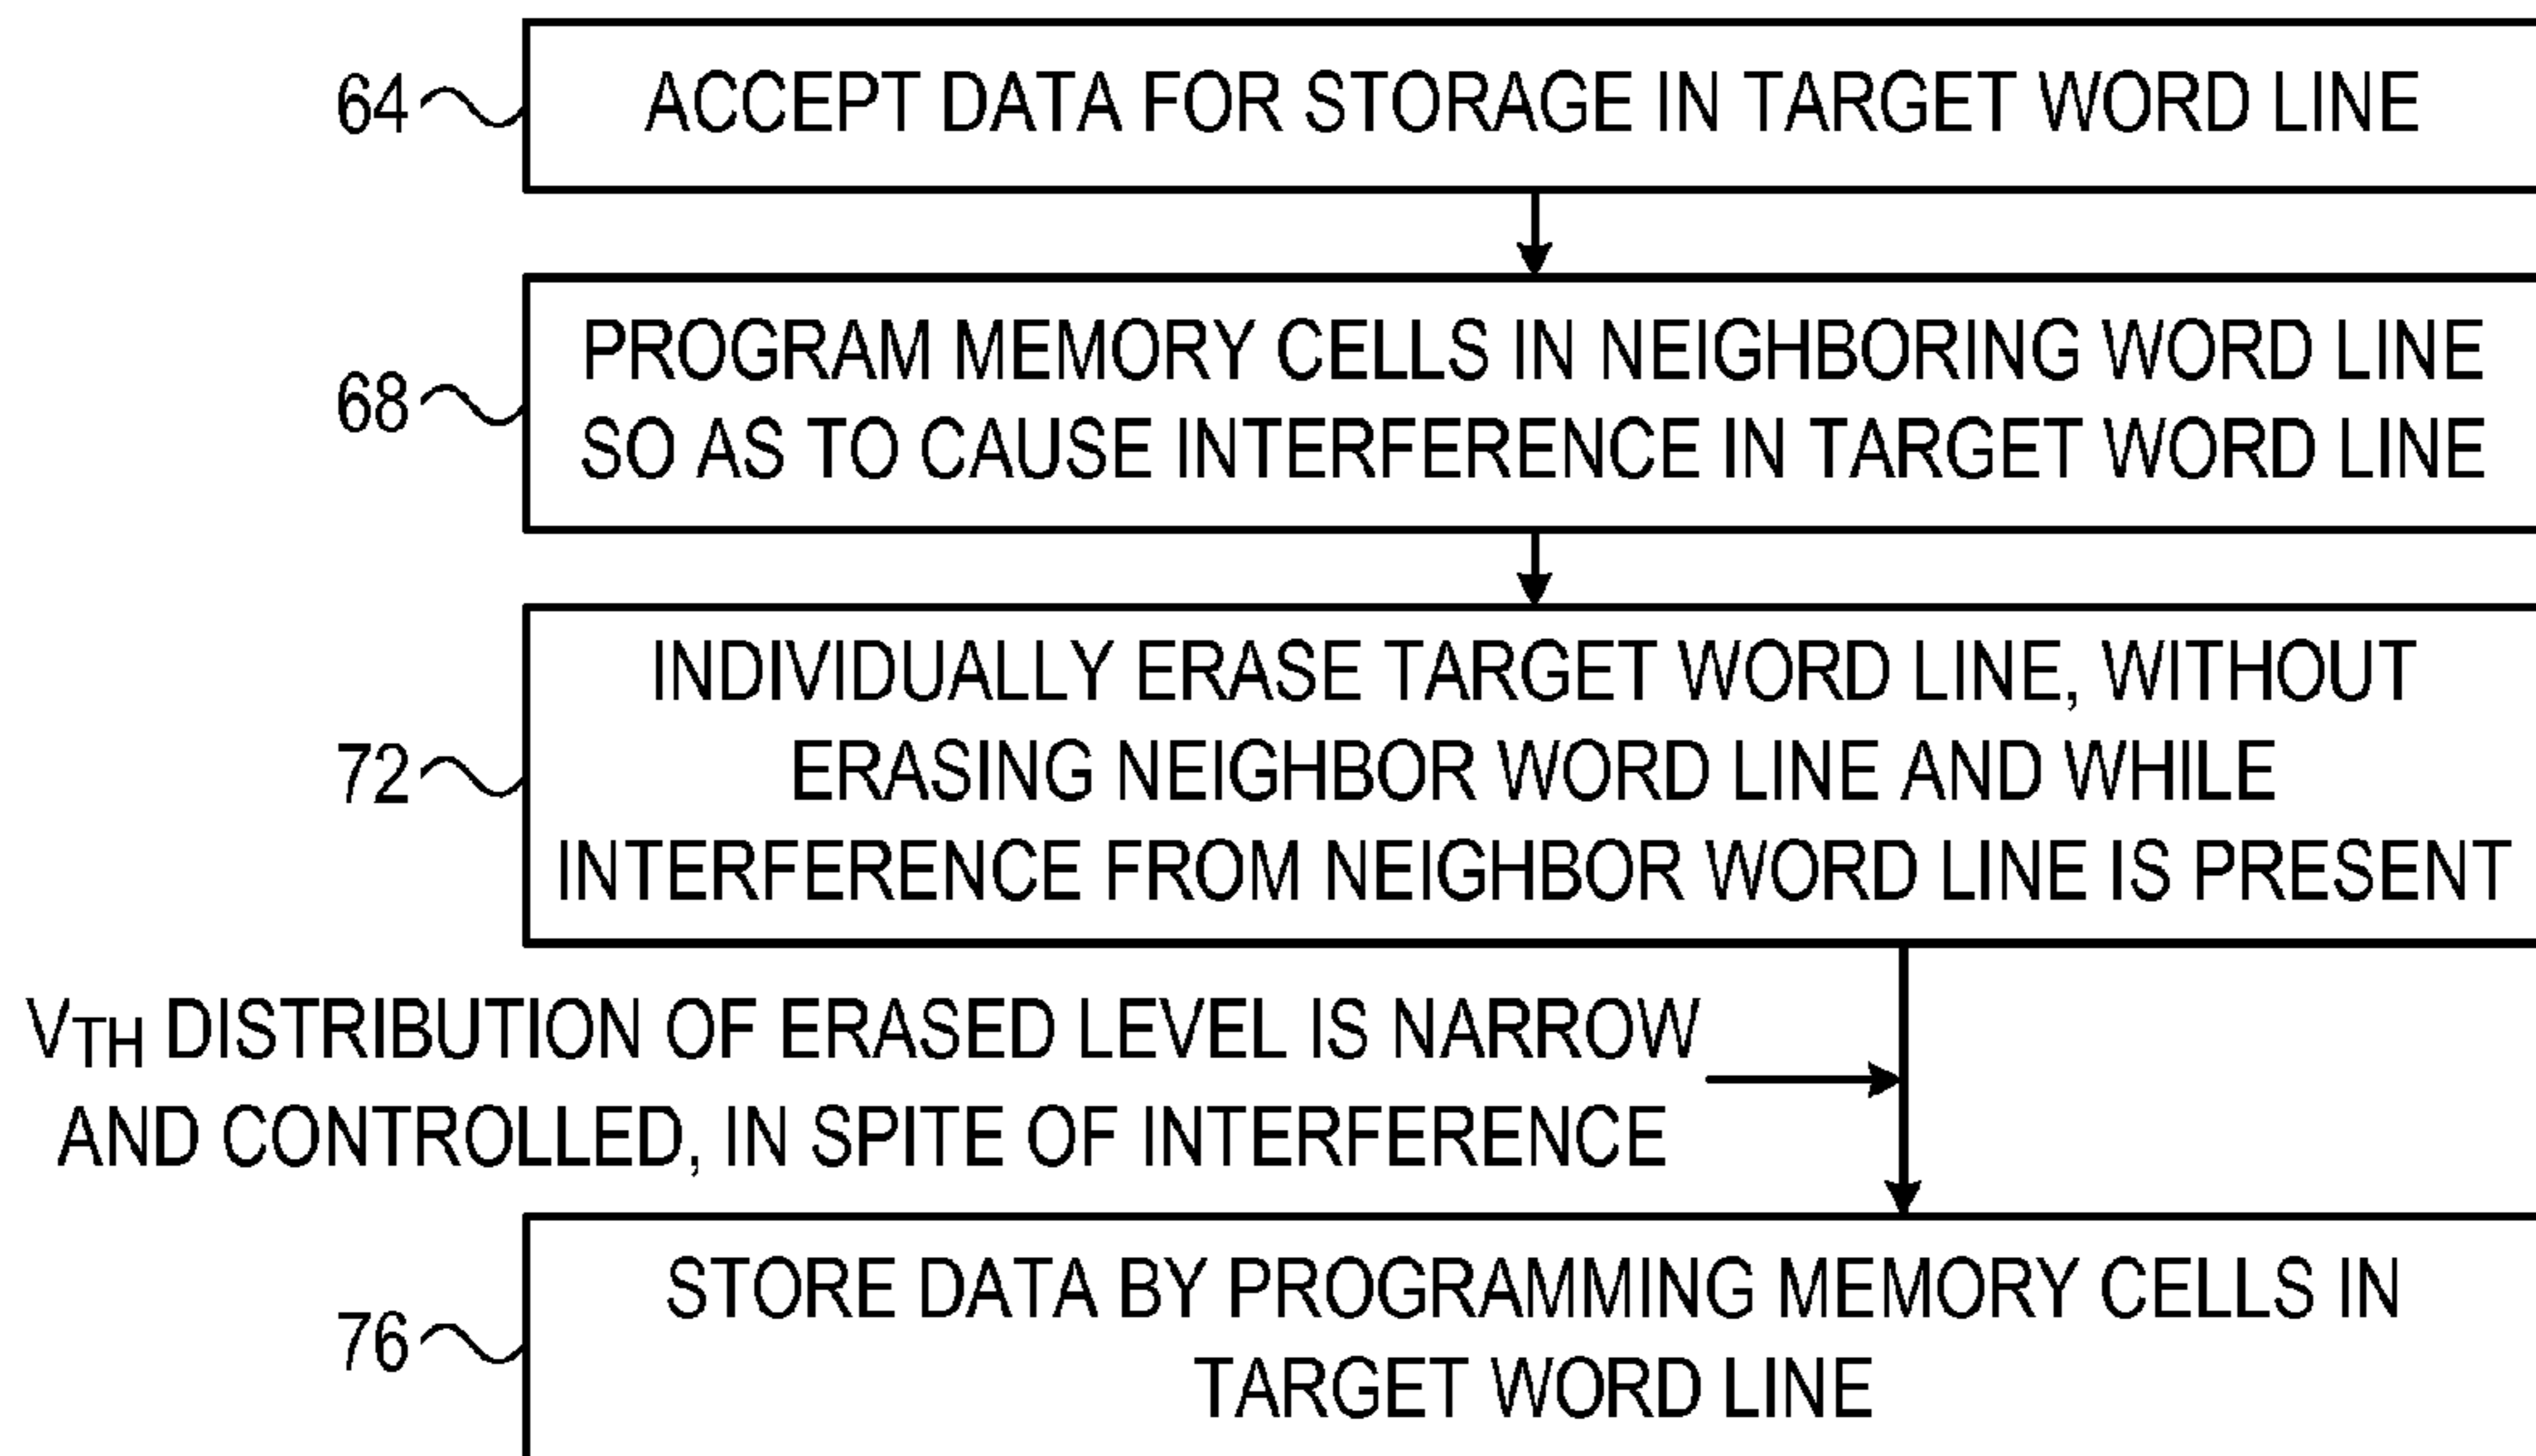 64
ACCEPT DATA FOR STORAGE IN TARGET WORD LINE
68
PROGRAM MEMORY CELLS IN NEIGHBORING WORD LINE
SO AS TO CAUSE INTERFERENCE IN TARGET WORD LINE
72
INDIVIDUALLY ERASE TARGET WORD LINE, WITHOUT
ERASING NEIGHBOR WORD LINE AND WHILE
INTERFERENCE FROM NEIGHBOR WORD LINE IS PRESENT
VTH DISTRIBUTION OF ERASED LEVEL IS NARROW
AND CONTROLLED, IN SPITE OF INTERFERENCE
76
STORE DATA BY PROGRAMMING MEMORY CELLS IN
TARGET WORD LINE